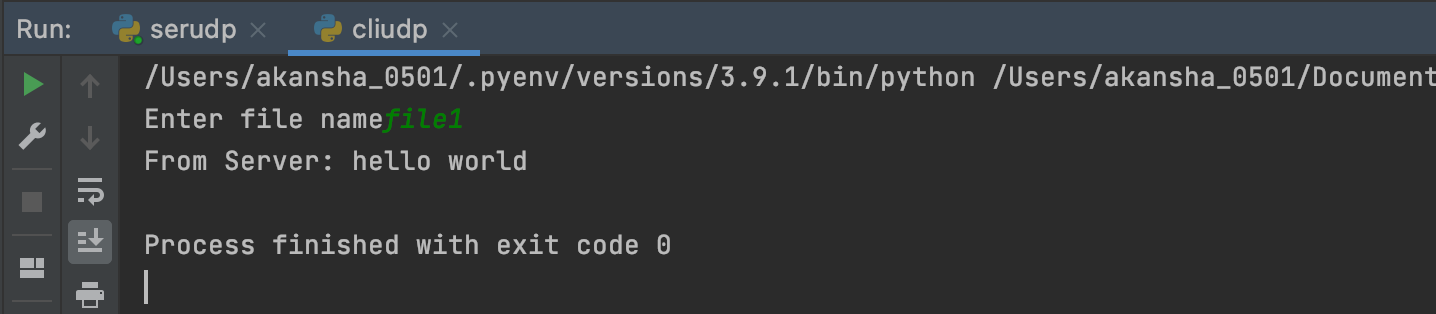 Run: serudp cliudp
/Users/akansha_0501/.pyenv/versions/3.9.1/bin/python /Users/akansha_0501/Document
Enter file namefile1
From Server: hello world
Process finished with exit code 0